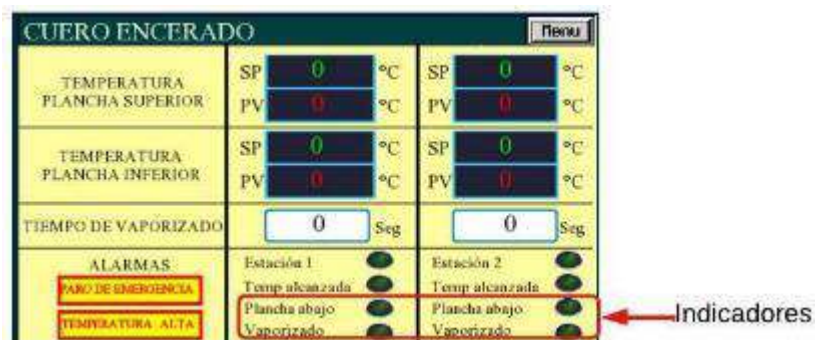 CUERO ENCERADO Menu
TEMPERATURA
PLANCHA SUPERIOR
SP 0 °C SP 0 °C
PV 0 °C PV 0 °C
TEMPERATURA
PLANCHA INFERIOR
SP 0 °C SP 0 °C
PV 0 °C PV 0 °C
TIEMPO DE VAPORIZADO 0 Seg 0 Seg
ALARMAS
PARO DE EMERGENCIA
TEMPERATURA ALTA
Estación 1
Temp alcanzada
Plancha abajo
Vaporizado
Estación 2
Temp alcanzada
Plancha abajo
Vaporizado
Indicadores